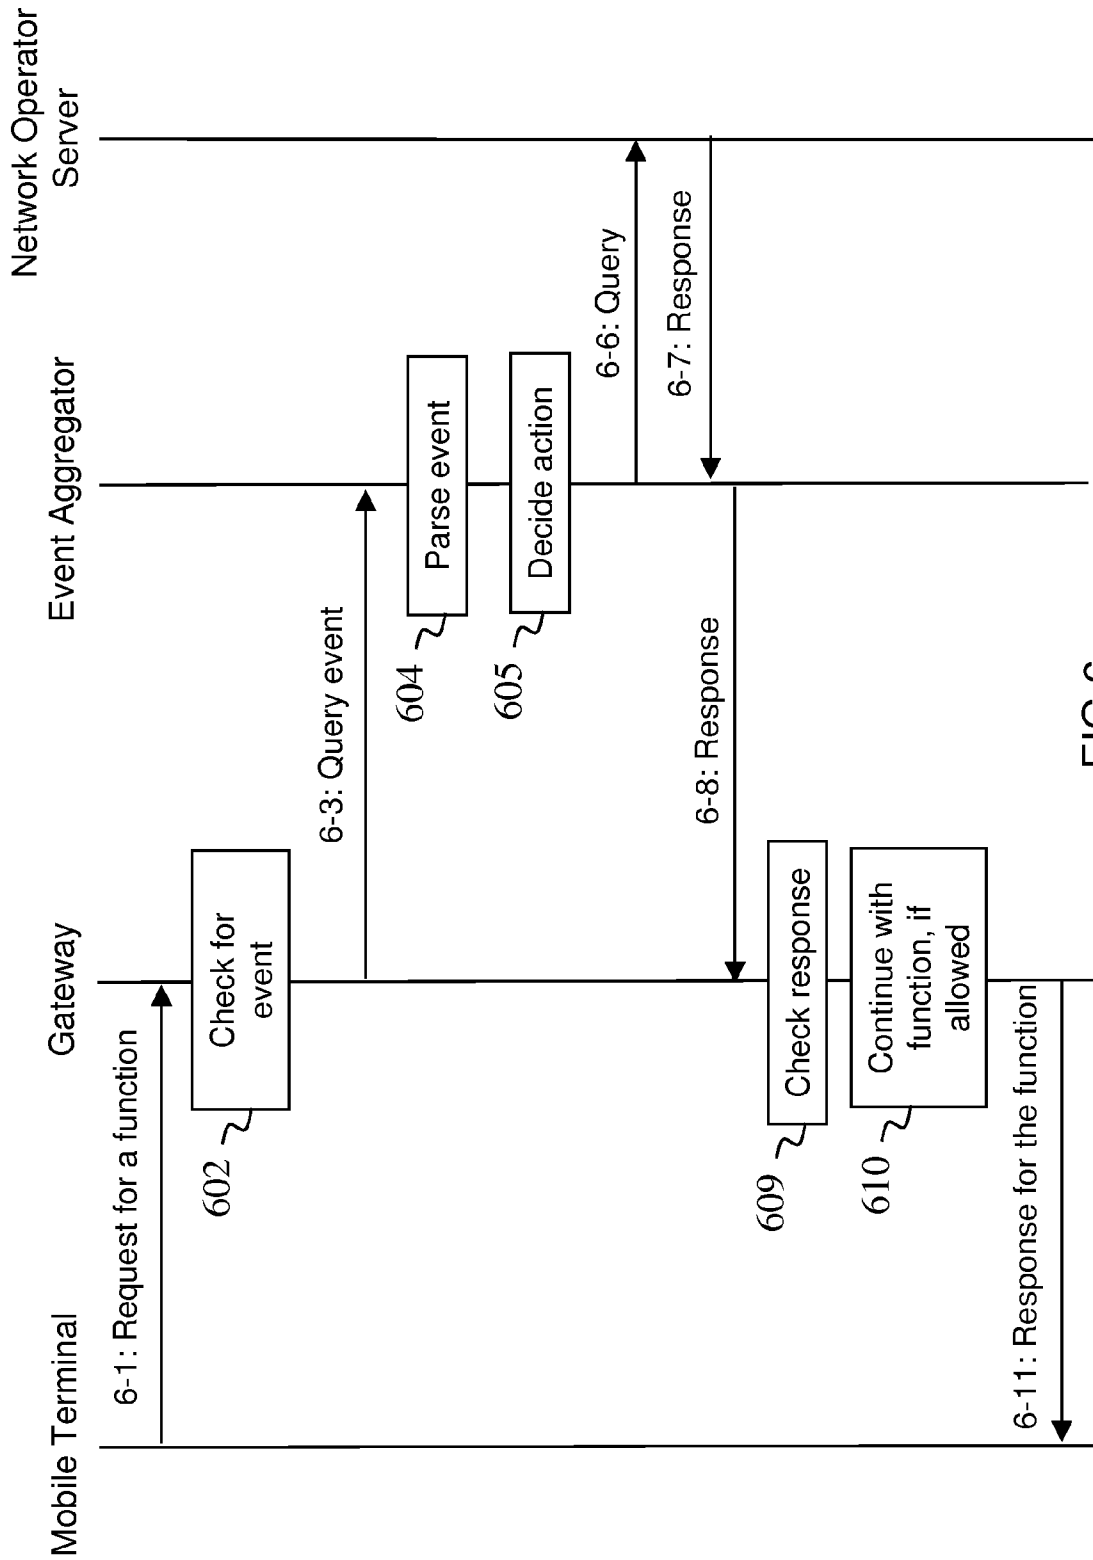 Mobile Terminal
Gateway
Event Aggregator
Network Operator
Server
6-1: Request for a function
Check for
event
602
6-3: Query event
Parse event
604
Decide action
605
6-6: Query
6-7: Response
6-8: Response
Check response
609
Continue with
function, if
allowed
610
6-11: Response for the function